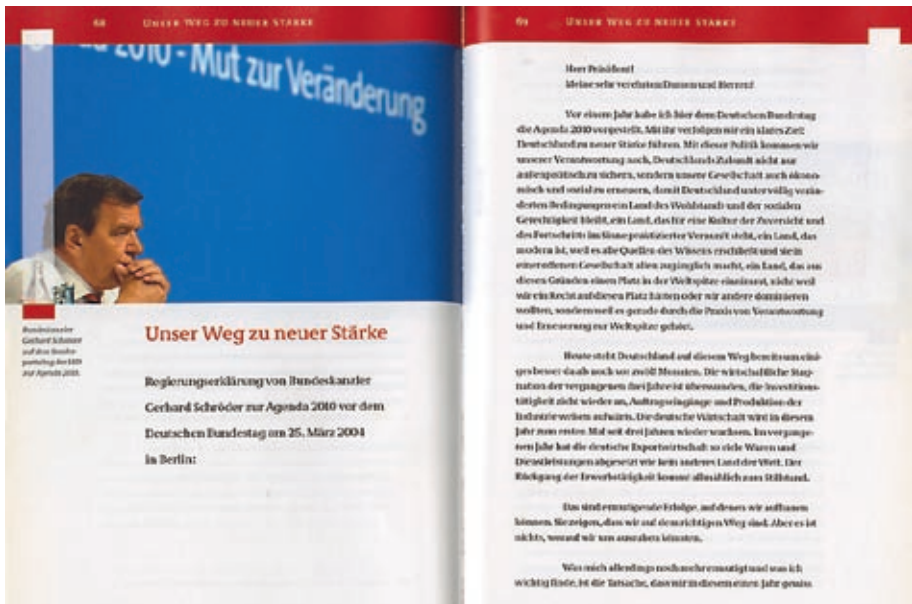 68 UNSER WEG ZU NEUER STÄRKE
2010 - Mut zur Veränderung
Bundeskanzler
Gerhard Schröder
auf dem Sonder-
parteitag der SPD
zur Agenda 2010.
Unser Weg zu neuer Stärke
Regierungserklärung von Bundeskanzler
Gerhard Schröder zur Agenda 2010 vor dem
Deutschen Bundestag am 25. März 2004
in Berlin:
69 UNSER WEG ZU NEUER STÄRKE
Herr Präsident!
Meine sehr verehrten Damen und Herren!
Vor einem Jahr habe ich hier dem Deutschen Bundestag
die Agenda 2010 vorgestellt. Mit ihr verfolgen wir ein klares Ziel:
Deutschland zu neuer Stärke führen. Mit dieser Politik kommen wir
unserer Verantwortung nach, Deutschlands Zukunft nicht nur
außenpolitisch zu sichern, sondern unsere Gesellschaft auch ökono-
misch und sozial zu erneuern, damit Deutschland unter völlig verän-
derten Bedingungen ein Land des Wohlstands und der sozialen
Gerechtigkeit bleibt, ein Land, das für eine Kultur der Zuversicht und
des Fortschritts im Sinne praktizierter Vernunft steht, ein Land, das
modern ist, weil es alle Quellen des Wissens erschließt und sie in
einer offenen Gesellschaft allen zugänglich macht, ein Land, das aus
diesen Gründen einen Platz in der Weltspitze einnimmt, nicht weil
wir ein Recht auf diesen Platz hätten oder wir andere dominieren
wollten, sondern weil es gerade durch die Praxis von Verantwortung
und Erneuerung zur Weltspitze gehört.
Heute steht Deutschland auf diesem Weg bereits um eini-
ges besser da als noch vor zwölf Monaten. Die wirtschaftliche Stag-
nation der vergangenen drei Jahre ist überwunden, die Investitions-
tätigkeit zieht wieder an, Auftragseingänge und Produktion der
Industrie weisen aufwärts. Die deutsche Wirtschaft wird in diesem
Jahr zum ersten Mal seit drei Jahren wieder wachsen. Im vergange-
nen Jahr hat die deutsche Exportwirtschaft so viele Waren und
Dienstleistungen abgesetzt wie kein anderes Land der Welt. Der
Rückgang der Erwerbstätigkeit kommt allmählich zum Stillstand.
Das sind ermutigende Erfolge, auf denen wir aufbauen
können. Sie zeigen, dass wir auf dem richtigen Weg sind. Aber es ist
nichts, worauf wir uns ausruhen könnten.
Was mich allerdings noch mehr ermutigt und was ich
wichtig finde, ist die Tatsache, dass wir in diesem einen Jahr gewiss